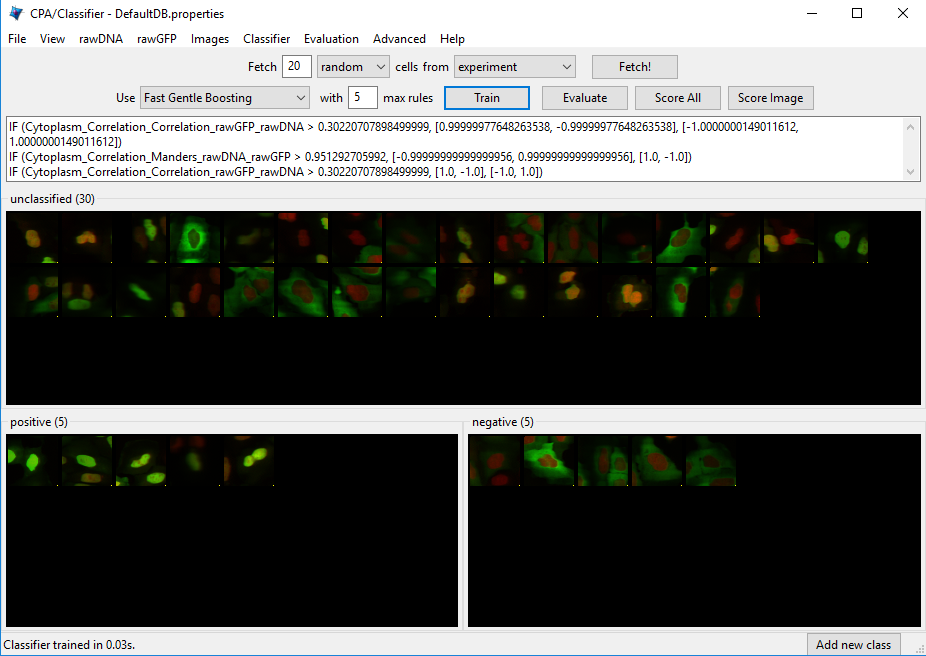 CPA/Classifier - DefaultDB.properties
File View rawDNA rawGFP Images Classifier Evaluation Advanced Help
Fetch 20 random cells from experiment Fetch!
Use Fast Gentle Boosting with 5 max rules Train Evaluate Score All Score Image
IF (Cytoplasm_Correlation_Correlation_rawGFP_rawDNA > 0.30220707898499999, [0.99999977648263538, -0.99999977648263538], [-1.0000000149011612,
1.0000000149011612])
IF (Cytoplasm_Correlation_Manders_rawDNA_rawGFP > 0.951292705992, [-0.99999999999999956, 0.99999999999999956], [1.0, -1.0])
IF (Cytoplasm_Correlation_Correlation_rawGFP_rawDNA > 0.30220707898499999, [1.0, -1.0], [-1.0, 1.0])
unclassified (30)
positive (5) negative (5)
Classifier trained in 0.03s. Add new class